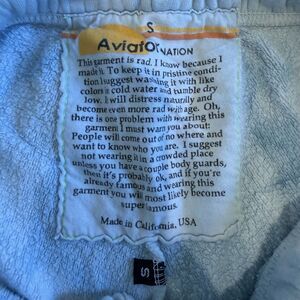 S
Aviator NATION
This garment is rad. I know because I
made it. To keep it in pristine condi-
tion I suggest washing it with like
colors in cold water and tumble dry
low. I will distress naturally and
become even more rad with age. Oh,
there is one problem with wearing this
garment I must warn you about:
People will come out of no where and
want to know who you are. I suggest
not wearing it in a crowded place
unless you have a couple body guards,
then it's probably ok, and if you're
already famous and wearing this
garment you will most likely become
super famous.
Made in California, USA
S